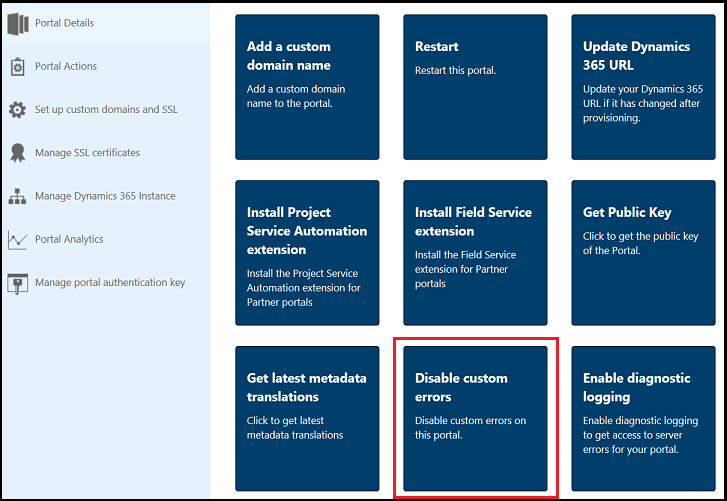 Portal Details
Portal Actions
Set up custom domains and SSL
Manage SSL certificates
Manage Dynamics 365 Instance
Portal Analytics
Manage portal authentication key
Add a custom
domain name
Add a custom domain
name to the portal.
Restart
Restart this portal.
Update Dynamics
365 URL
Update your Dynamics 365
URL if it has changed after
provisioning.
Install Project
Service Automation
extension
Install the Project Service
Automation extension for
Partner portals
Install Field Service
extension
Install the Field Service
extension for Partner
portals
Get Public Key
Click to get the public key
of the Portal.
Get latest metadata
translations
Click to get latest
metadata translations
Disable custom
errors
Disable custom errors on
this portal.
Enable diagnostic
logging
Enable diagnostic logging
to get access to server
errors for your portal.